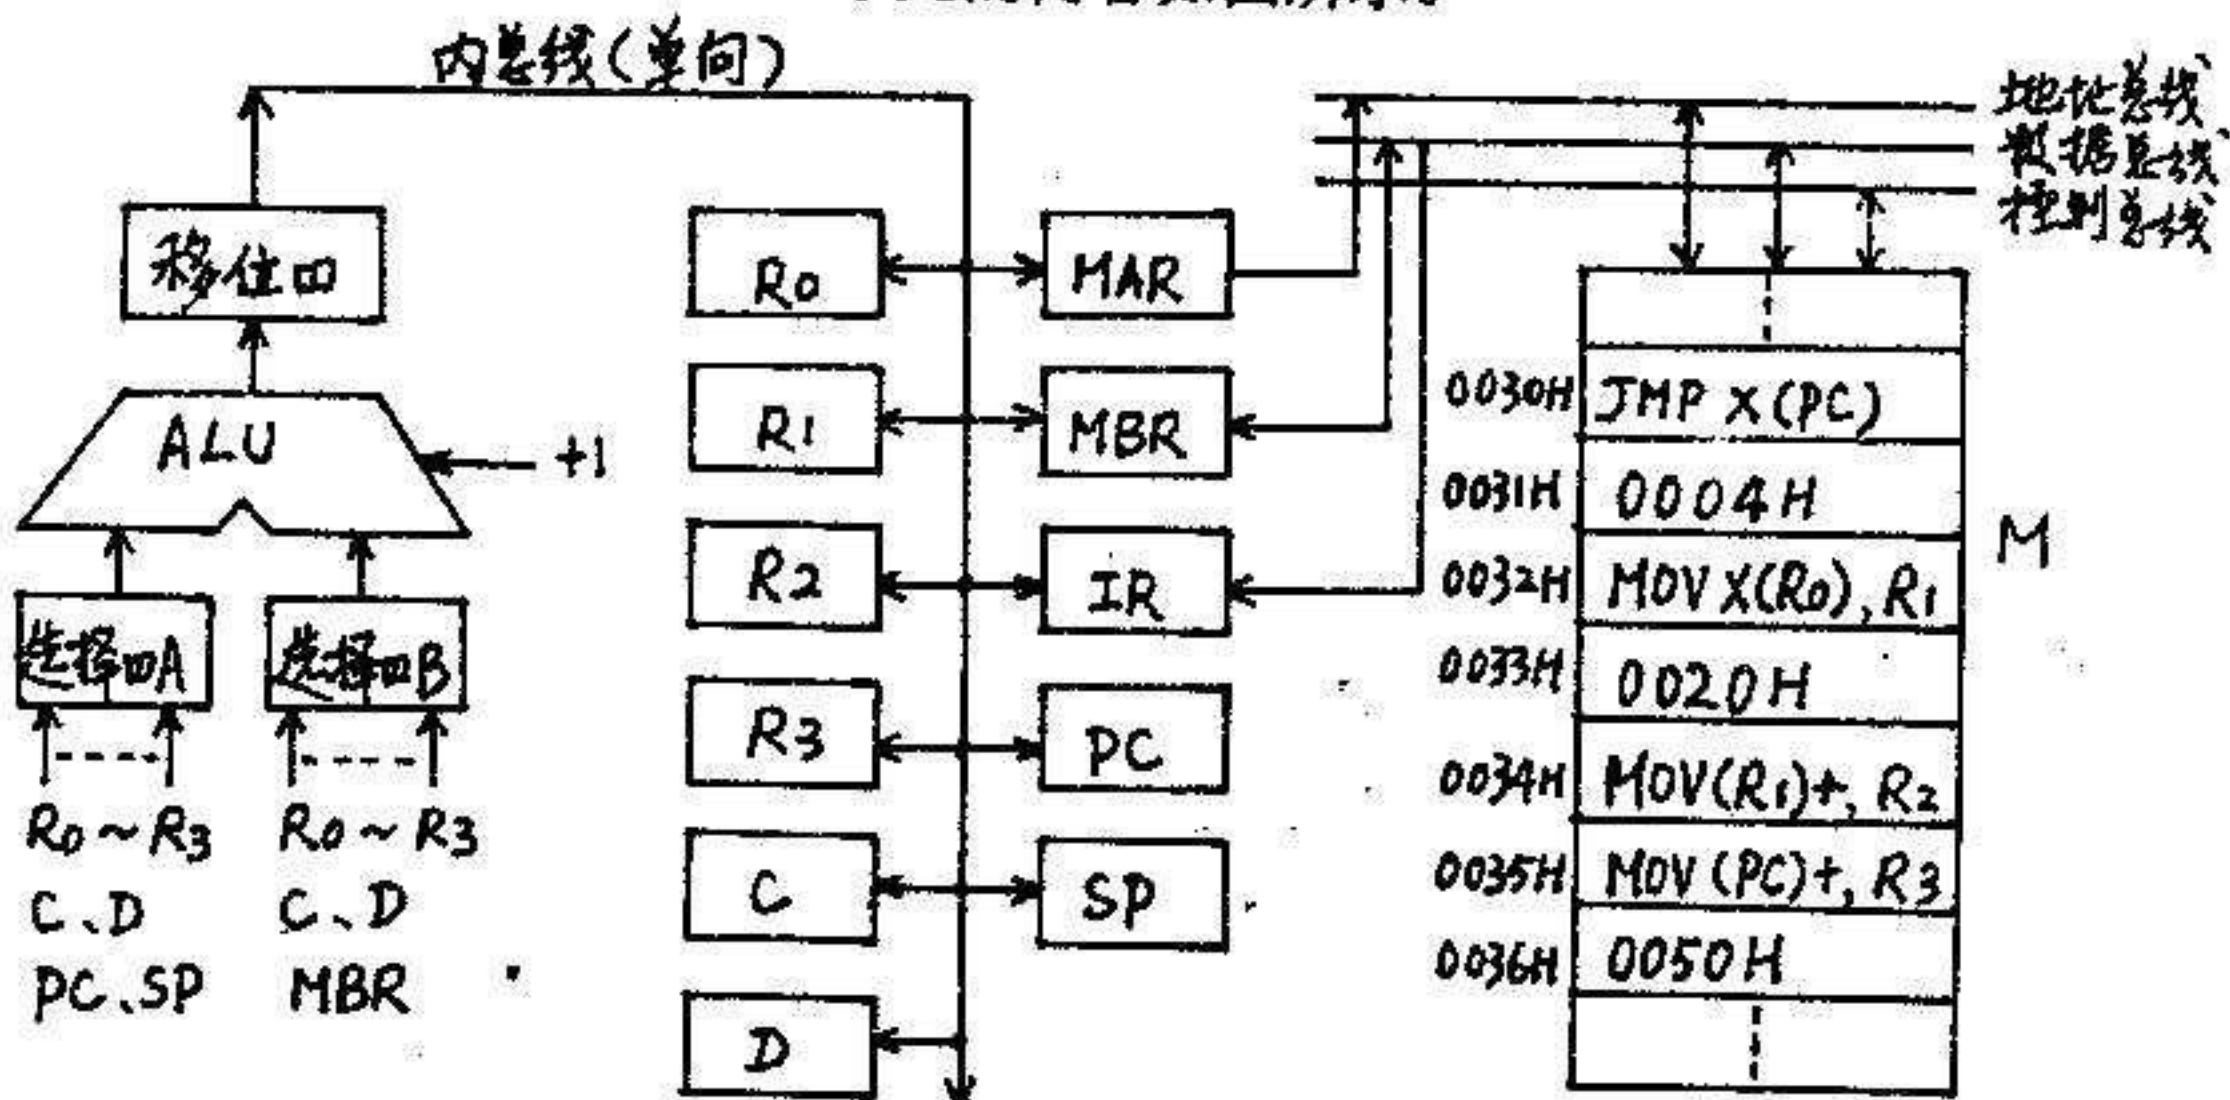 内总线(单向)
地址总线
数据总线
控制总线
移位四
ALU
+1
选择四A
选择四B
R0~R3
C、D
PC、SP
R0~R3
C、D
MBR
R0
R1
R2
R3
C
D
MAR
MBR
IR
PC
SP
0030H JMP X(PC)
0031H 0004H
0032H MOV X(R0), R1
0033H 0020H
0034H MOV(R1)+, R2
0035H MOV (PC)+, R3
0036H 0050H
M